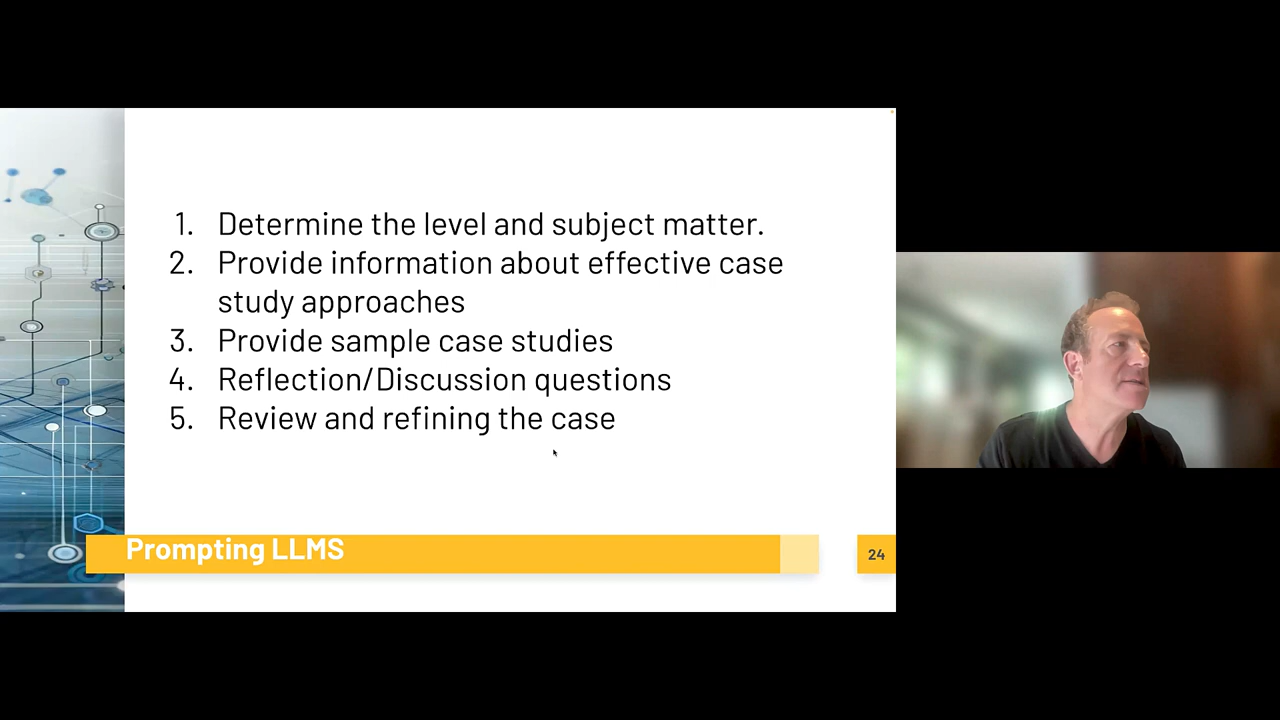 1. Determine the level and subject matter.
2. Provide information about effective case
study approaches
3. Provide sample case studies
4. Reflection/Discussion questions
5. Review and refining the case
Prompting LLMS
24